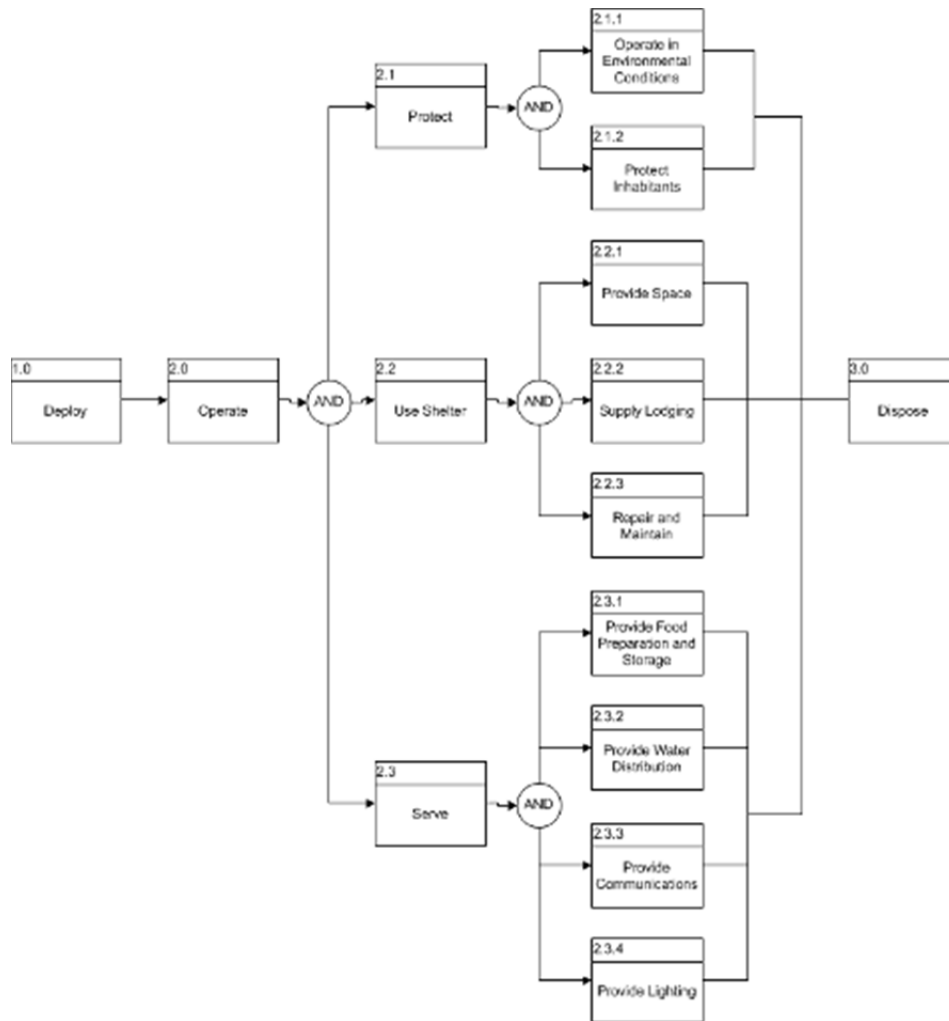 2.1.1
Operate in
Environmental
Conditions
2.1
Protect
AND
2.1.2
Protect
Inhabitants
2.2.1
Provide Space
1.0
Deploy
2.0
Operate
AND
2.2
Use Shelter
AND
2.2.2
Supply Lodging
3.0
Dispose
2.2.3
Repair and
Maintain
2.3.1
Provide Food
Preparation and
Storage
2.3.2
Provide Water
Distribution
2.3
Serve
AND
2.3.3
Provide
Communications
2.3.4
Provide Lighting